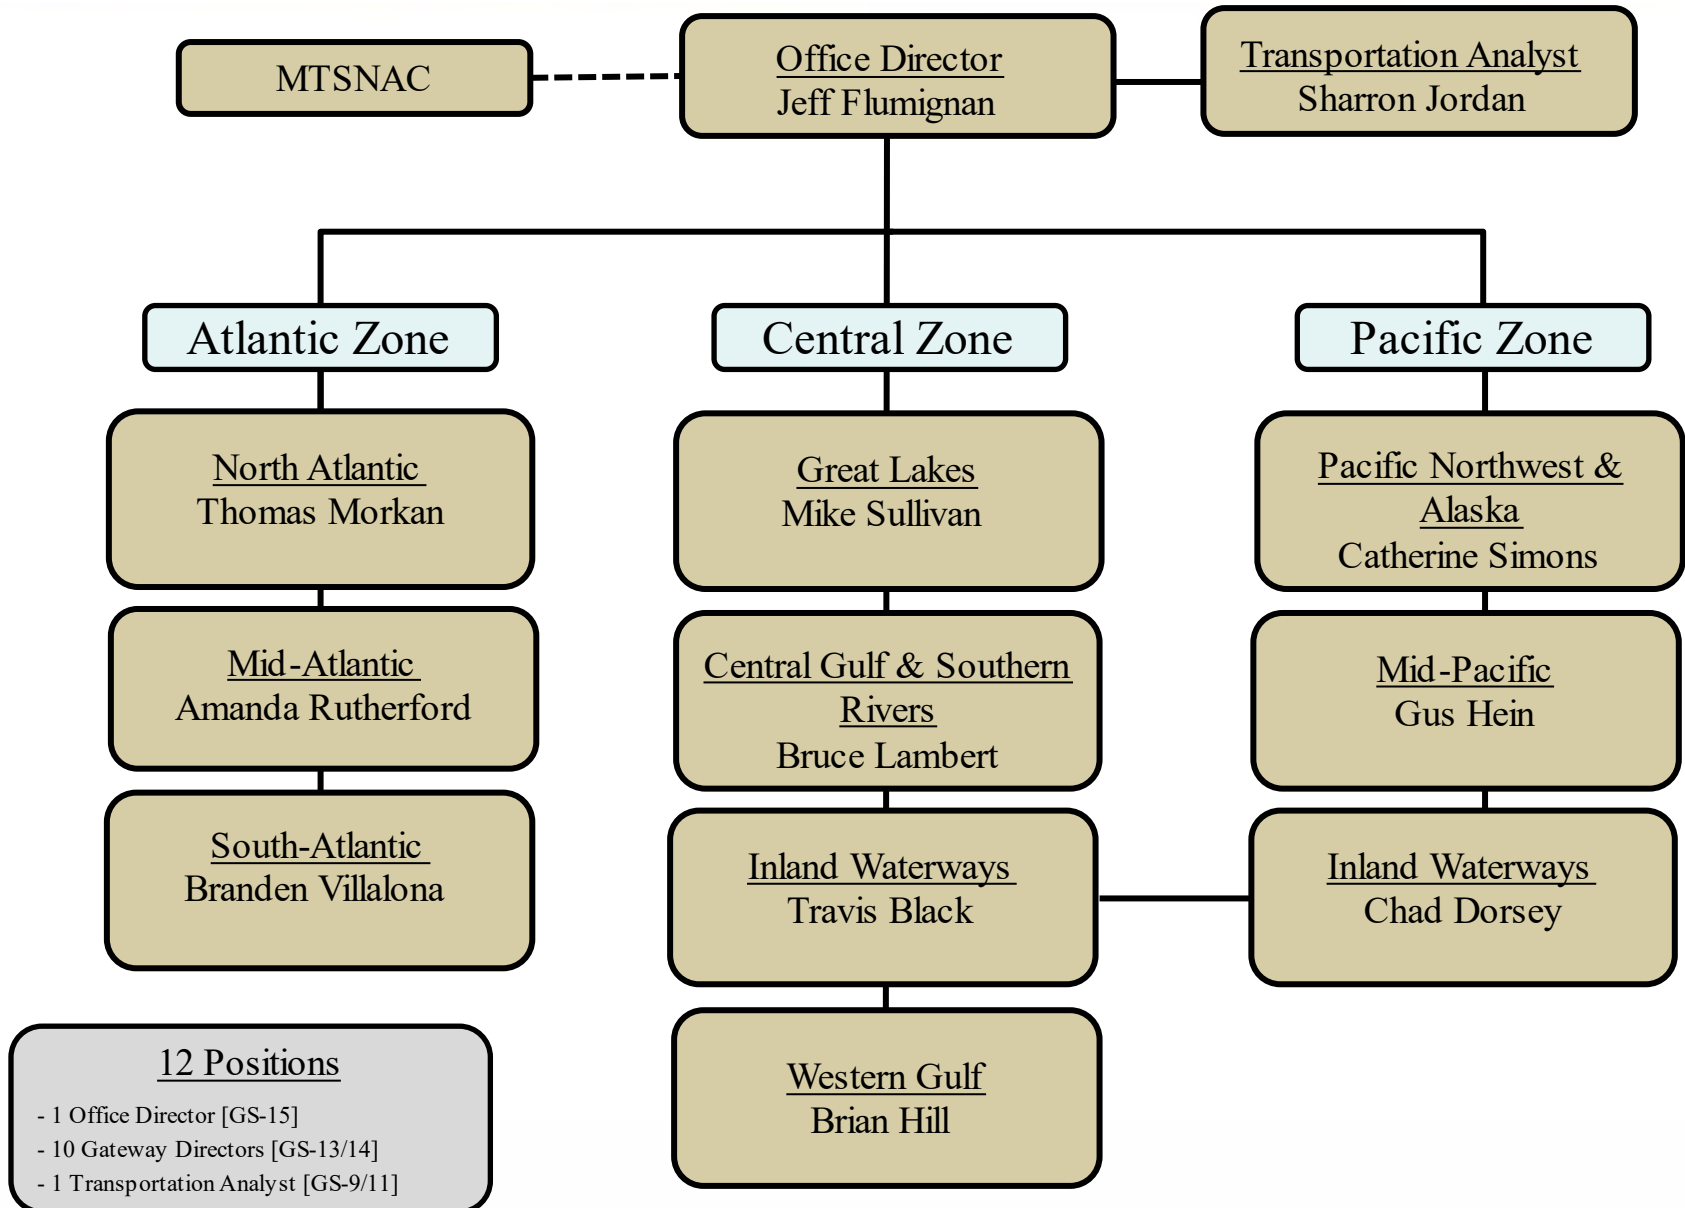 MTSNAC
Office Director
Jeff Flumignan
Transportation Analyst
Sharron Jordan
Atlantic Zone
North Atlantic
Thomas Morkan
Mid-Atlantic
Amanda Rutherford
South-Atlantic
Branden Villalona
Central Zone
Great Lakes
Mike Sullivan
Central Gulf & Southern
Rivers
Bruce Lambert
Inland Waterways
Travis Black
Western Gulf
Brian Hill
Pacific Zone
Pacific Northwest &
Alaska
Catherine Simons
Mid-Pacific
Gus Hein
Inland Waterways
Chad Dorsey
12 Positions
- 1 Office Director [GS-15]
- 10 Gateway Directors [GS-13/14]
- 1 Transportation Analyst [GS-9/11]